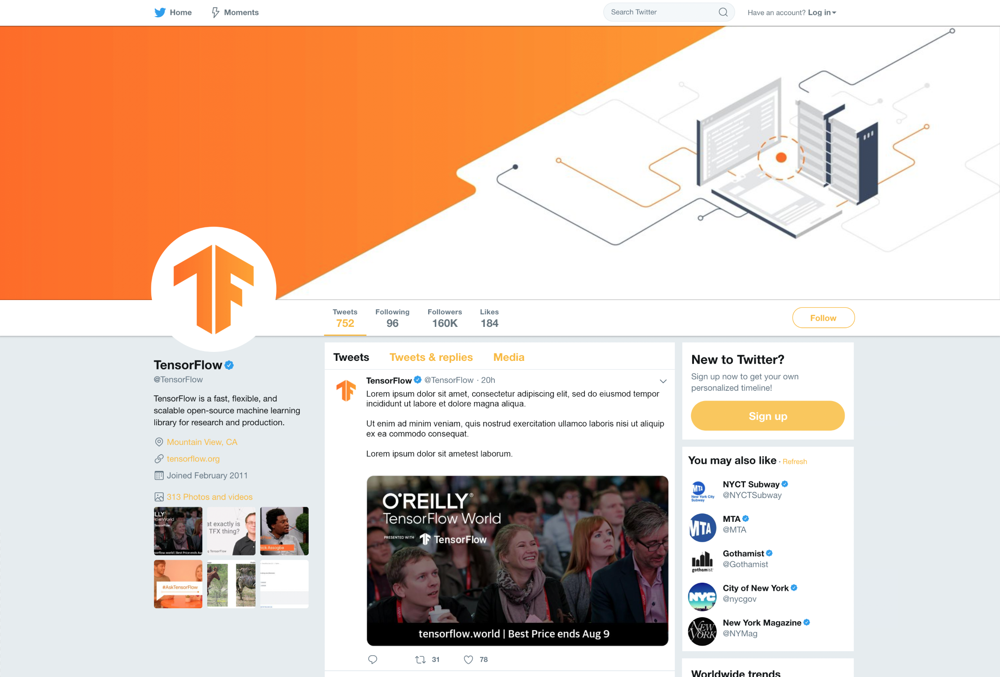 Home
Moments
Search Twitter
Have an account? Log in
Tweets
752
Following
96
Followers
160K
Likes
184
Follow
TensorFlow
@TensorFlow
TensorFlow is a fast, flexible, and
scalable open-source machine learning
library for research and production.
Mountain View, CA
tensorflow.org
Joined February 2011
313 Photos and videos
ILLY
low World
TensorFlow
sorflow.world | Best Price ends Au
at exactly is
TFX thing?
g TensorFlow
nick Assogba
#AskTensorFlow
Tweets
Tweets & replies
Media
TensorFlow @TensorFlow · 20h
Lorem ipsum dolor sit amet, consectetur adipiscing elit, sed do eiusmod tempor
incididunt ut labore et dolore magna aliqua.
Ut enim ad minim veniam, quis nostrud exercitation ullamco laboris nisi ut aliquip
ex ea commodo consequat.
Lorem ipsum dolor sit ametest laborum.
O'REILLY®
TensorFlow World
PRESENTED WITH TensorFlow
tensorflow.world | Best Price ends Aug 9
31
78
New to Twitter?
Sign up now to get your own
personalized timeline!
Sign up
You may also like · Refresh
MTA
New York City
Subway
NYCT Subway
@NYCTSubway
MTA
MTA
@MTA
gothamist
Gothamist
@Gothamist
NYC
City of New York
@nycgov
NEW
YORK
New York Magazine
@NYMag
Worldwide trends